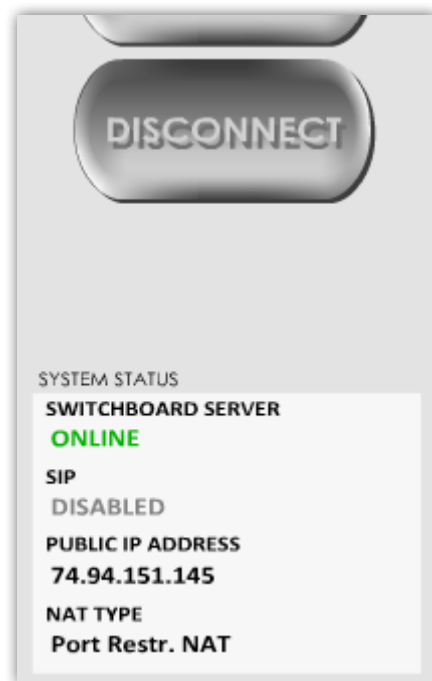 DISCONNECT
SYSTEM STATUS
SWITCHBOARD SERVER
ONLINE
SIP
DISABLED
PUBLIC IP ADDRESS
74.94.151.145
NAT TYPE
Port Restr. NAT